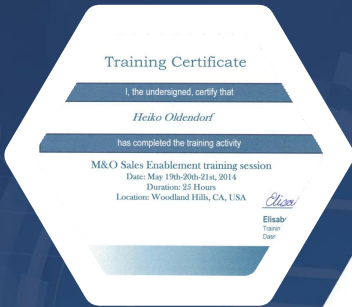 Training Certificate
I, the undersigned, certify that
Heiko Oldendorf
has completed the training activity
M&O Sales Enablement training session
Date: May 19th-20th-21st, 2014
Duration: 25 Hours
Location: Woodland Hills, CA, USA